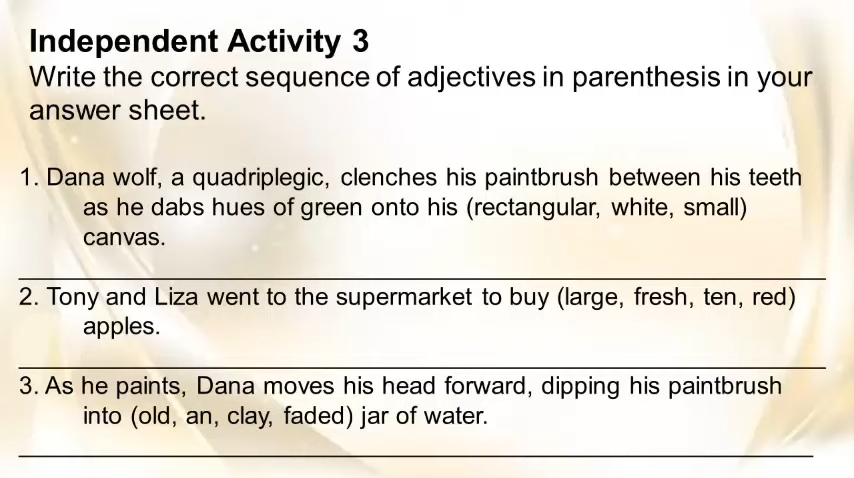 Independent Activity 3
Write the correct sequence of adjectives in parenthesis in your
answer sheet.
1. Dana wolf, a quadriplegic, clenches his paintbrush between his teeth
as he dabs hues of green onto his (rectangular, white, small)
canvas.
2. Tony and Liza went to the supermarket to buy (large, fresh, ten, red)
apples.
3. As he paints, Dana moves his head forward, dipping his paintbrush
into (old, an, clay, faded) jar of water.